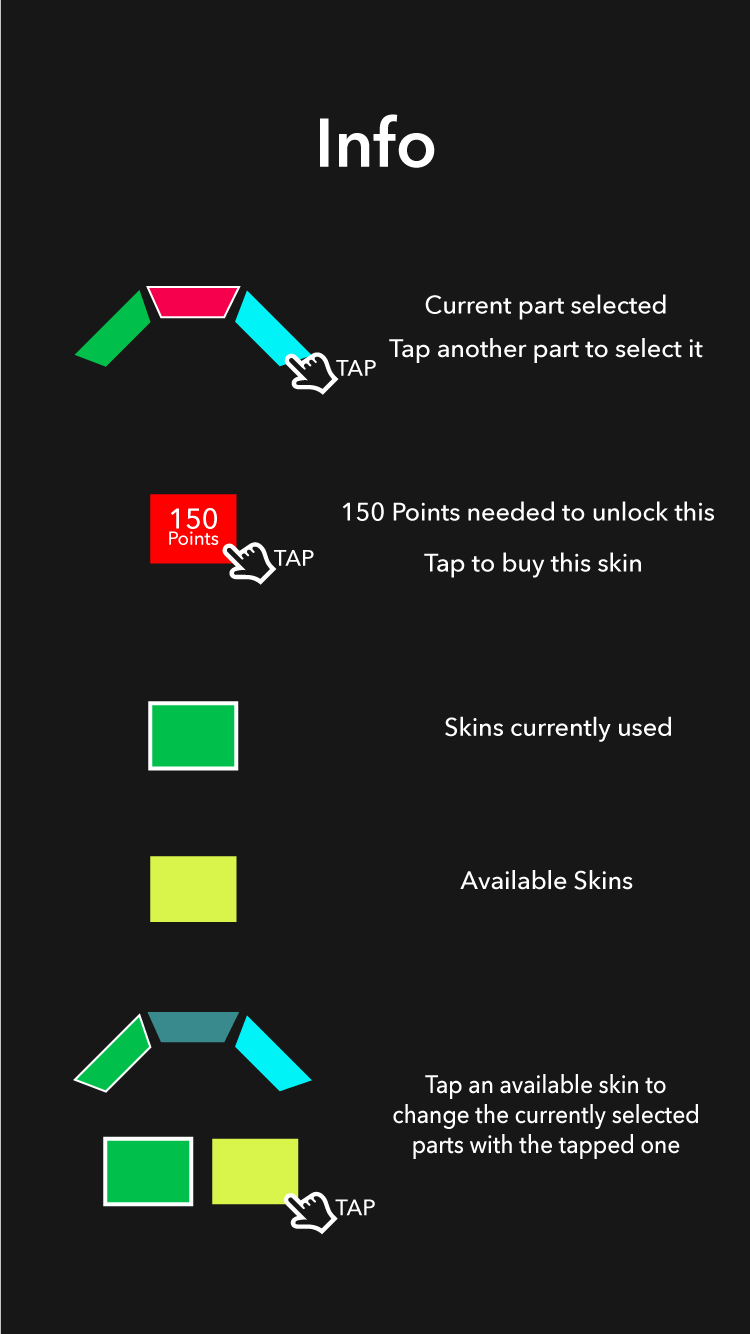 Info
Current part selected
Tap another part to select it
TAP
150
Points
TAP
150 Points needed to unlock this
Tap to buy this skin
Skins currently used
Available Skins
Tap an available skin to
change the currently selected
parts with the tapped one
TAP